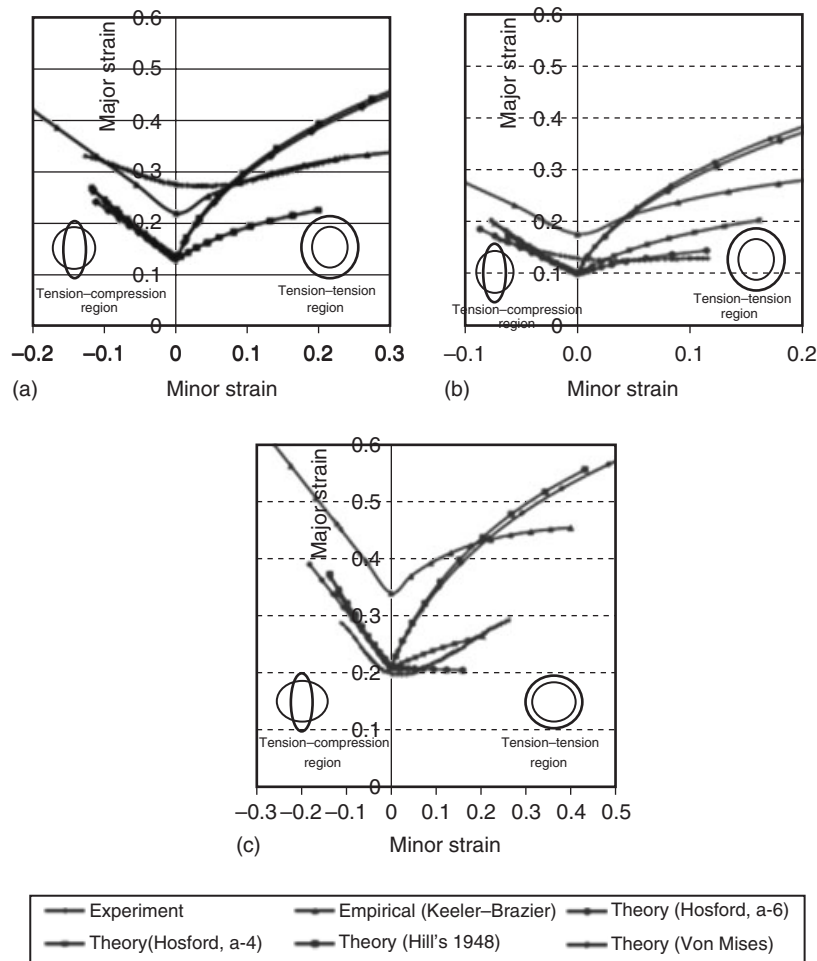 Major strain
0.6
0.5
0.4
0.3
0.2
0.1
0
Tension–compression
region
Tension–tension
region
−0.2 −0.1 0 0.1 0.2 0.3
(a) Minor strain
Major strain
0.6
0.5
0.4
0.3
0.2
0.1
0
Tension–compression
region
Tension–tension
region
−0.1 0.0 0.1 0.2
(b) Minor strain
Major strain
0.6
0.5
0.4
0.3
0.2
0.1
0
Tension–compression
region
Tension–tension
region
−0.3 −0.2 −0.1 0 0.1 0.2 0.3 0.4 0.5
(c) Minor strain
Experiment Empirical (Keeler–Brazier) Theory (Hosford, a-6)
Theory(Hosford, a-4) Theory (Hill's 1948) Theory (Von Mises)